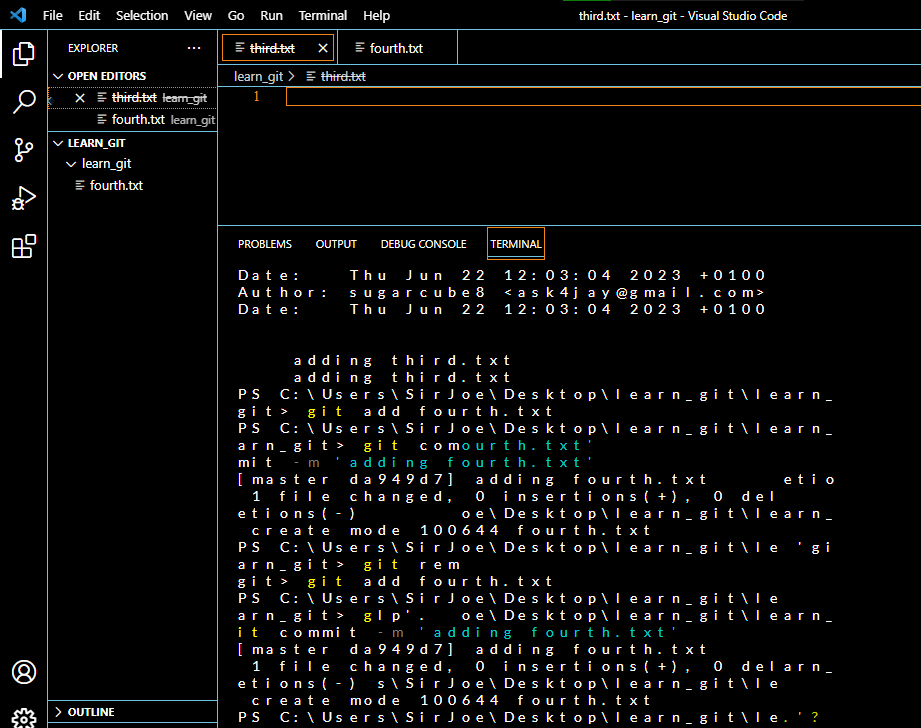 File Edit Selection View Go Run Terminal Help
third.txt - learn_git - Visual Studio Code
EXPLORER ...
OPEN EDITORS
third.txt learn_git
fourth.txt learn_git
LEARN_GIT
learn_git
fourth.txt
OUTLINE
third.txt fourth.txt
learn_git > third.txt
1
PROBLEMS OUTPUT DEBUG CONSOLE TERMINAL
Date:   Thu Jun 22 12:03:04 2023 +0100
Author: sugarcube8 <ask4jay@gmail.com>
Date:   Thu Jun 22 12:03:04 2023 +0100
    adding third.txt
    adding third.txt
PS C:\Users\SirJoe\Desktop\learn_git\learn_
git> git add fourth.txt
PS C:\Users\SirJoe\Desktop\learn_git\learn_
arn_git> git comourth.txt'
mit -m 'adding fourth.txt'
[master da949d7] adding fourth.txt     etio
 1 file changed, 0 insertions(+), 0 del
etions(-)       oe\Desktop\learn_git\learn_
 create mode 100644 fourth.txt
PS C:\Users\SirJoe\Desktop\learn_git\le 'gi
arn_git> git rem
git> git add fourth.txt
PS C:\Users\SirJoe\Desktop\learn_git\le
arn_git> glp'.  oe\Desktop\learn_git\learn_
it commit -m 'adding fourth.txt'
[master da949d7] adding fourth.txt
 1 file changed, 0 insertions(+), 0 delarn_
etions(-) s\SirJoe\Desktop\learn_git\le
 create mode 100644 fourth.txt
PS C:\Users\SirJoe\Desktop\learn_git\le.'?